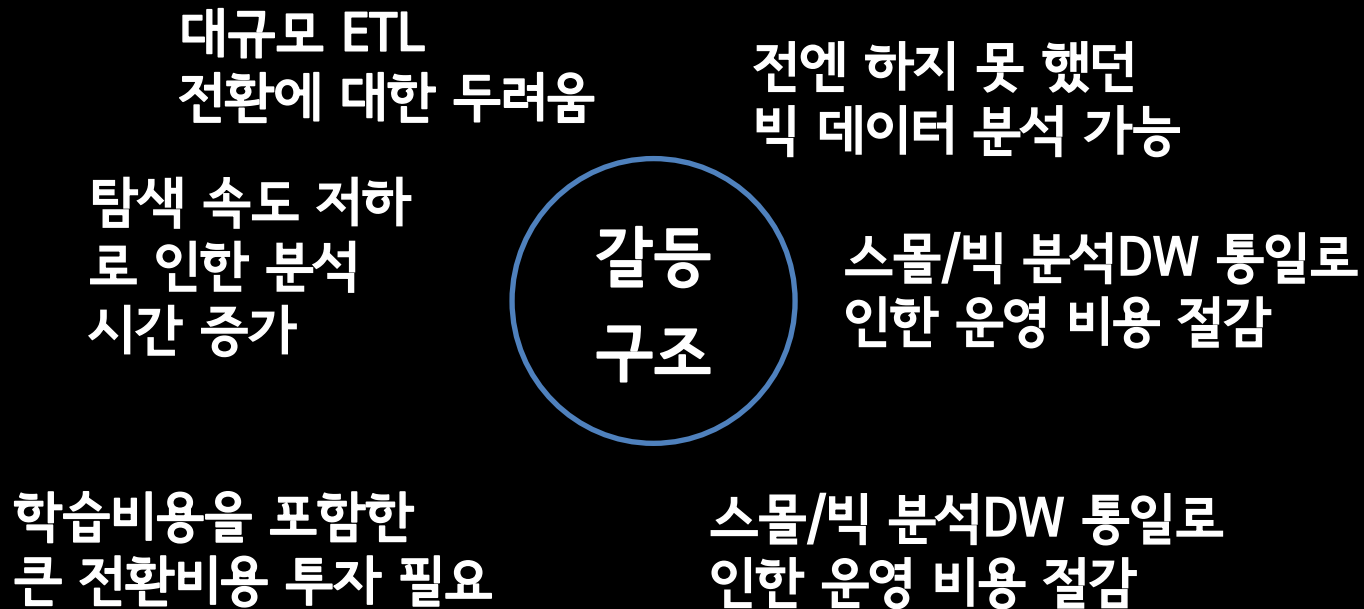 대규모 ETL
전환에 대한 두려움
전엔 하지 못 했던
빅 데이터 분석 가능
탐색 속도 저하
로 인한 분석
시간 증가
갈등
구조
스몰/빅 분석DW 통일로
인한 운영 비용 절감
학습비용을 포함한
큰 전환비용 투자 필요
스몰/빅 분석DW 통일로
인한 운영 비용 절감